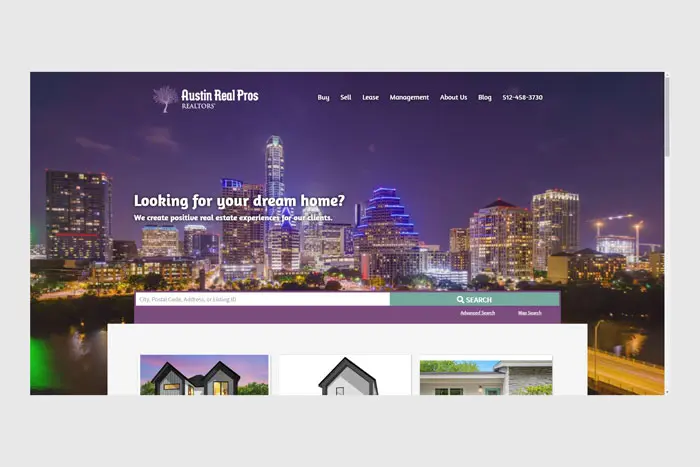 Austin Real Pros
REALTORS®
Buy Sell Lease Management About Us Blog 512-458-3730
Looking for your dream home?
We create positive real estate experiences for our clients.
City, Postal Code, Address, or Listing ID
SEARCH
Advanced Search Map Search